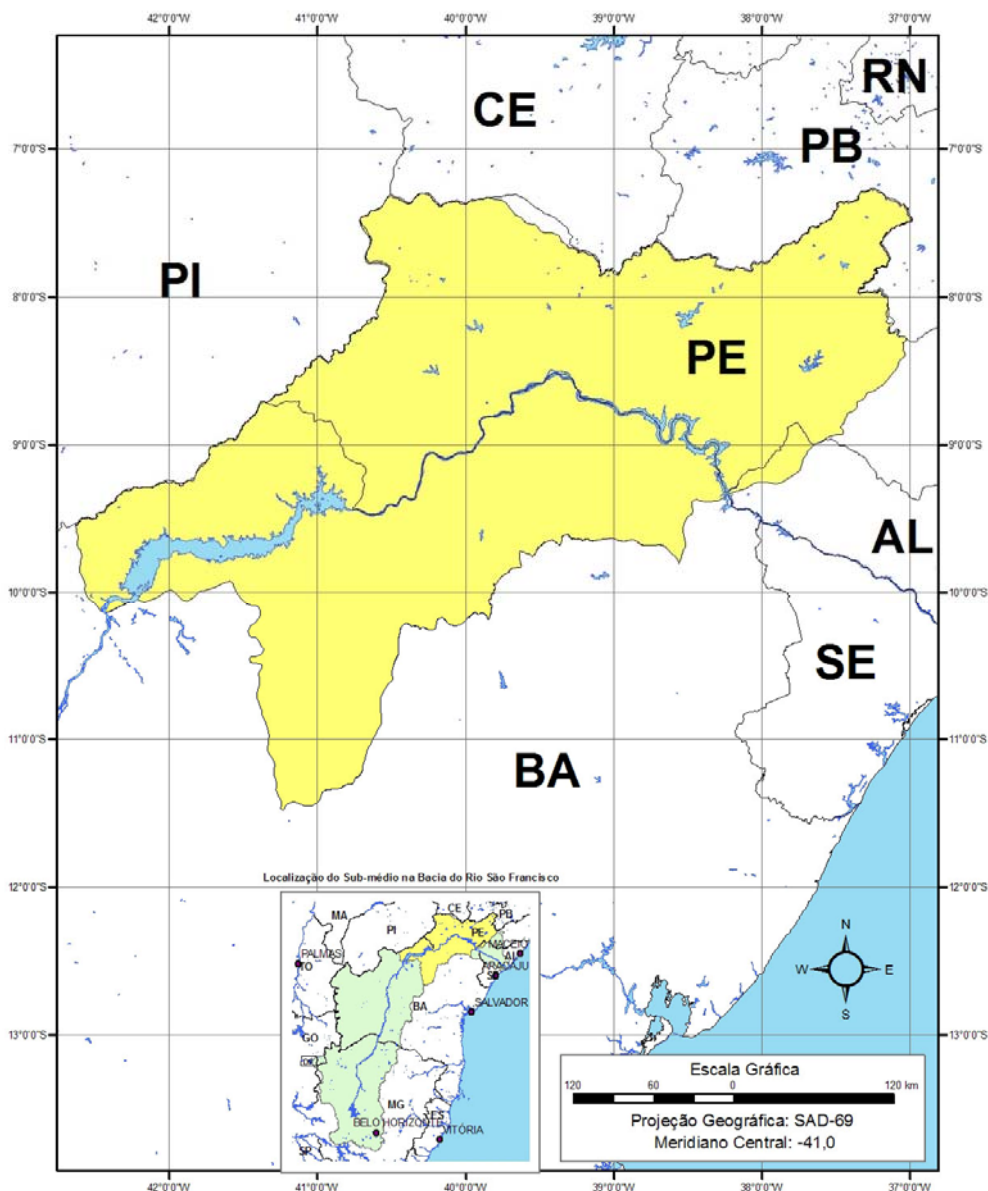 42°0'0"W 41°0'0"W 40°0'0"W 39°0'0"W 38°0'0"W 37°0'0"W
RN
CE
PB
7°0'0"S 7°0'0"S
PI
8°0'0"S 8°0'0"S
PE
9°0'0"S 9°0'0"S
AL
10°0'0"S 10°0'0"S
SE
11°0'0"S 11°0'0"S
BA
12°0'0"S 12°0'0"S
13°0'0"S 13°0'0"S
Localização do Sub-médio na Bacia do Rio São Francisco
MA
CE
PB
PI
PE
PALMAS
TO
MACEIÓ
AL
ARACAJU
BA
SALVADOR
GO
DF
MG
ES
BELO HORIZONTE
VITÓRIA
SP
N
W E
S
Escala Gráfica
120 60 0 120 km
Projeção Geográfica: SAD-69
Meridiano Central: -41,0
42°0'0"W 41°0'0"W 40°0'0"W 39°0'0"W 38°0'0"W 37°0'0"W